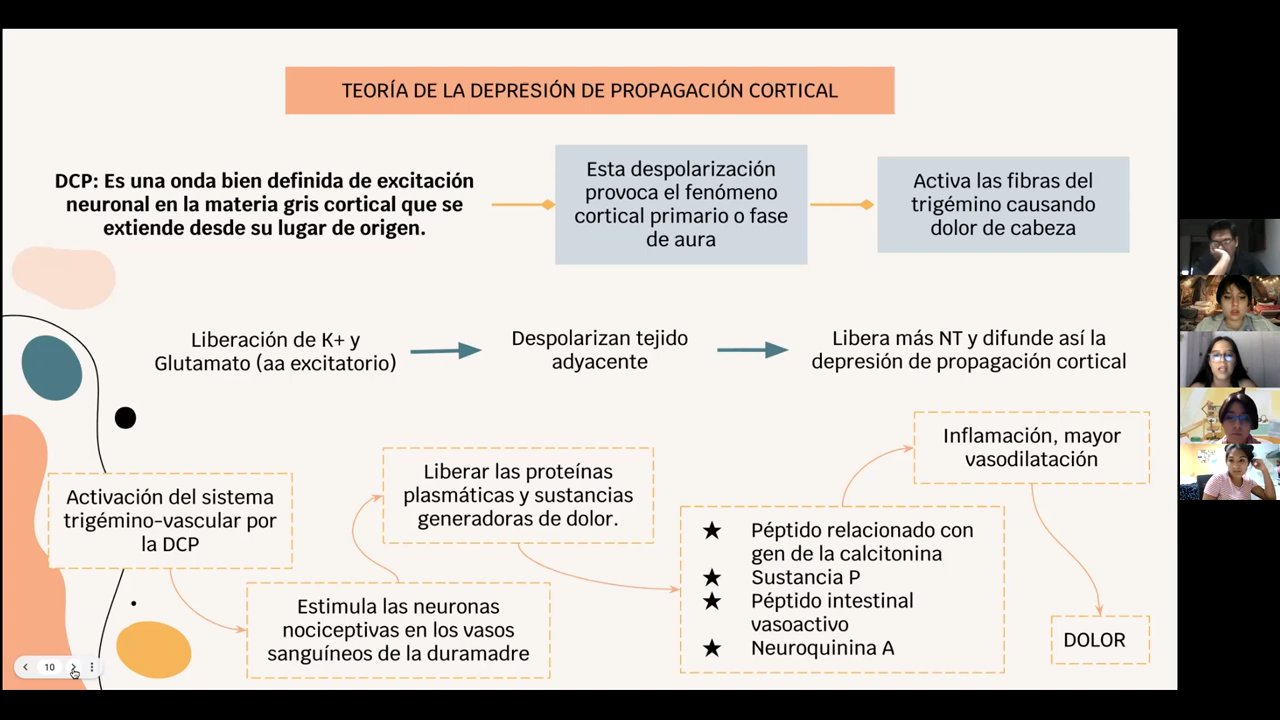 TEORÍA DE LA DEPRESIÓN DE PROPAGACIÓN CORTICAL
DCP: Es una onda bien definida de excitación
neuronal en la materia gris cortical que se
extiende desde su lugar de origen.
Esta despolarización
provoca el fenómeno
cortical primario o fase
de aura
Activa las fibras del
trigémino causando
dolor de cabeza
Liberación de K+ y
Glutamato (aa excitatorio)
Despolarizan tejido
adyacente
Libera más NT y difunde así la
depresión de propagación cortical
Activación del sistema
trigémino-vascular por
la DCP
Estimula las neuronas
nociceptivas en los vasos
sanguíneos de la duramadre
Liberar las proteínas
plasmáticas y sustancias
generadoras de dolor.
Péptido relacionado con
gen de la calcitonina
Sustancia P
Péptido intestinal
vasoactivo
Neuroquinina A
Inflamación, mayor
vasodilatación
DOLOR
10